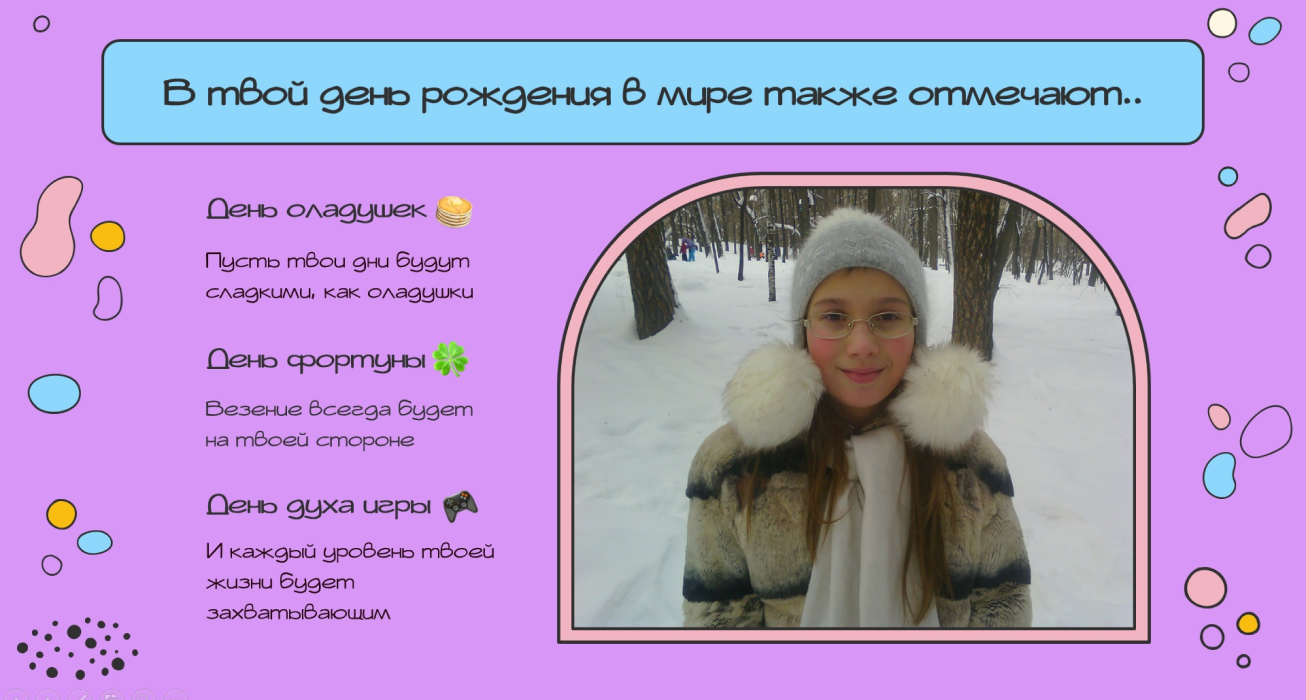 В твой день рождения в мире также отмечают..
День оладушек
Пусть твои дни будут
сладкими, как оладушки
День фортуны
Везение всегда будет
на твоей стороне
День духа игры
И каждый уровень твоей
жизни будет
захватывающим